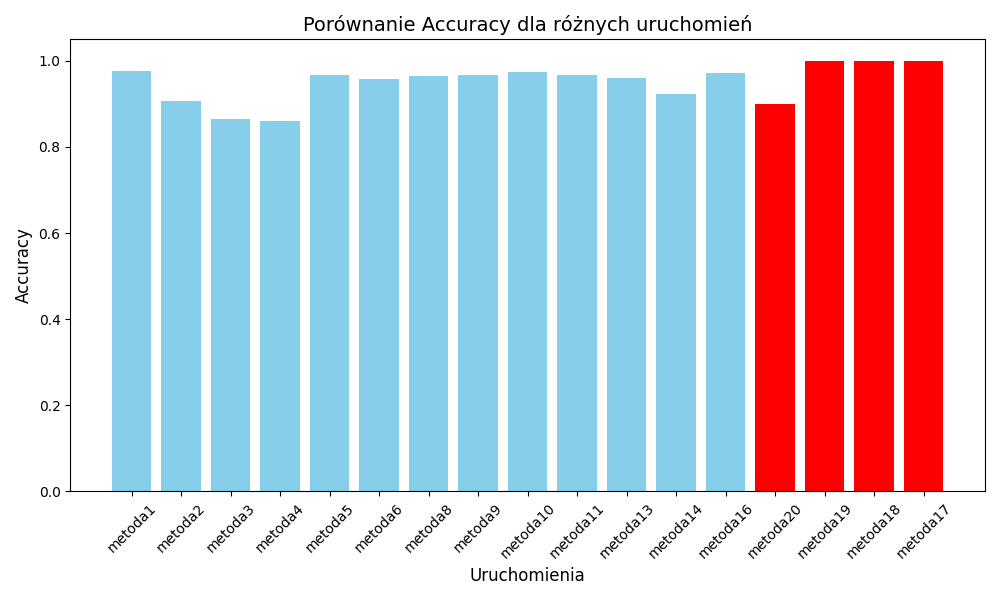 Porównanie Accuracy dla różnych uruchomień
Accuracy
1.0
0.8
0.6
0.4
0.2
0.0
metoda1
metoda2
metoda3
metoda4
metoda5
metoda6
metoda8
metoda9
metoda10
metoda11
metoda13
metoda14
metoda16
metoda20
metoda19
metoda18
metoda17
Uruchomienia